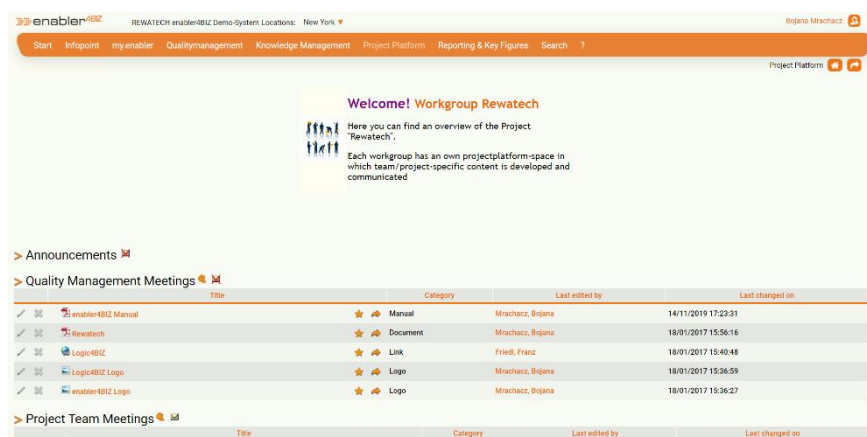 enabler4BIZ
REWATECH enabler4BIZ Demo-System Locations: New York
Bojana Mrachacz
Start Infopoint my.enabler Qualitymanagement Knowledge Management Project Platform Reporting & Key Figures Search ?
Project Platform
Welcome! Workgroup Rewatech
Here you can find an overview of the Project
"Rewatech".
Each workgroup has an own projectplatform-space in
which team/project-specific content is developed and
communicated
> Announcements
> Quality Management Meetings
Title Category Last edited by Last changed on
enabler4BIZ Manual Manual Mrachacz, Bojana 14/11/2019 17:23:31
Rewatech Document Mrachacz, Bojana 18/01/2017 15:56:16
Logic4BIZ Link Friedl, Franz 18/01/2017 15:40:48
Logic4BIZ Logo Logo Mrachacz, Bojana 18/01/2017 15:36:59
enabler4BIZ Logo Logo Mrachacz, Bojana 18/01/2017 15:36:27
> Project Team Meetings
Title Category Last edited by Last changed on